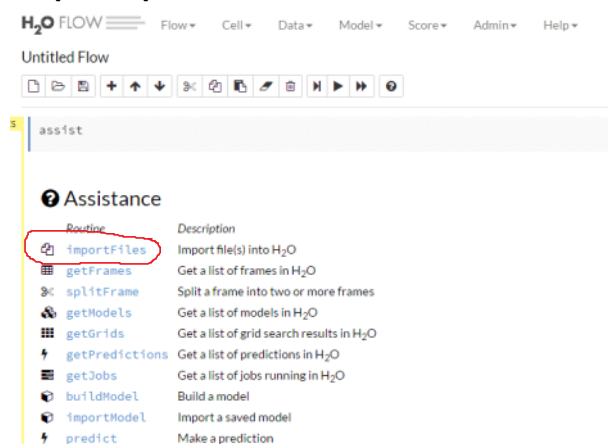 H2O FLOW Flow Cell Data Model Score Admin Help
Untitled Flow
s
assist
Assistance
Routine Description
importFiles Import file(s) into H2O
getFrames Get a list of frames in H2O
splitFrame Split a frame into two or more frames
getModels Get a list of models in H2O
getGrids Get a list of grid search results in H2O
getPredictions Get a list of predictions in H2O
getJobs Get a list of jobs running in H2O
buildModel Build a model
importModel Import a saved model
predict Make a prediction